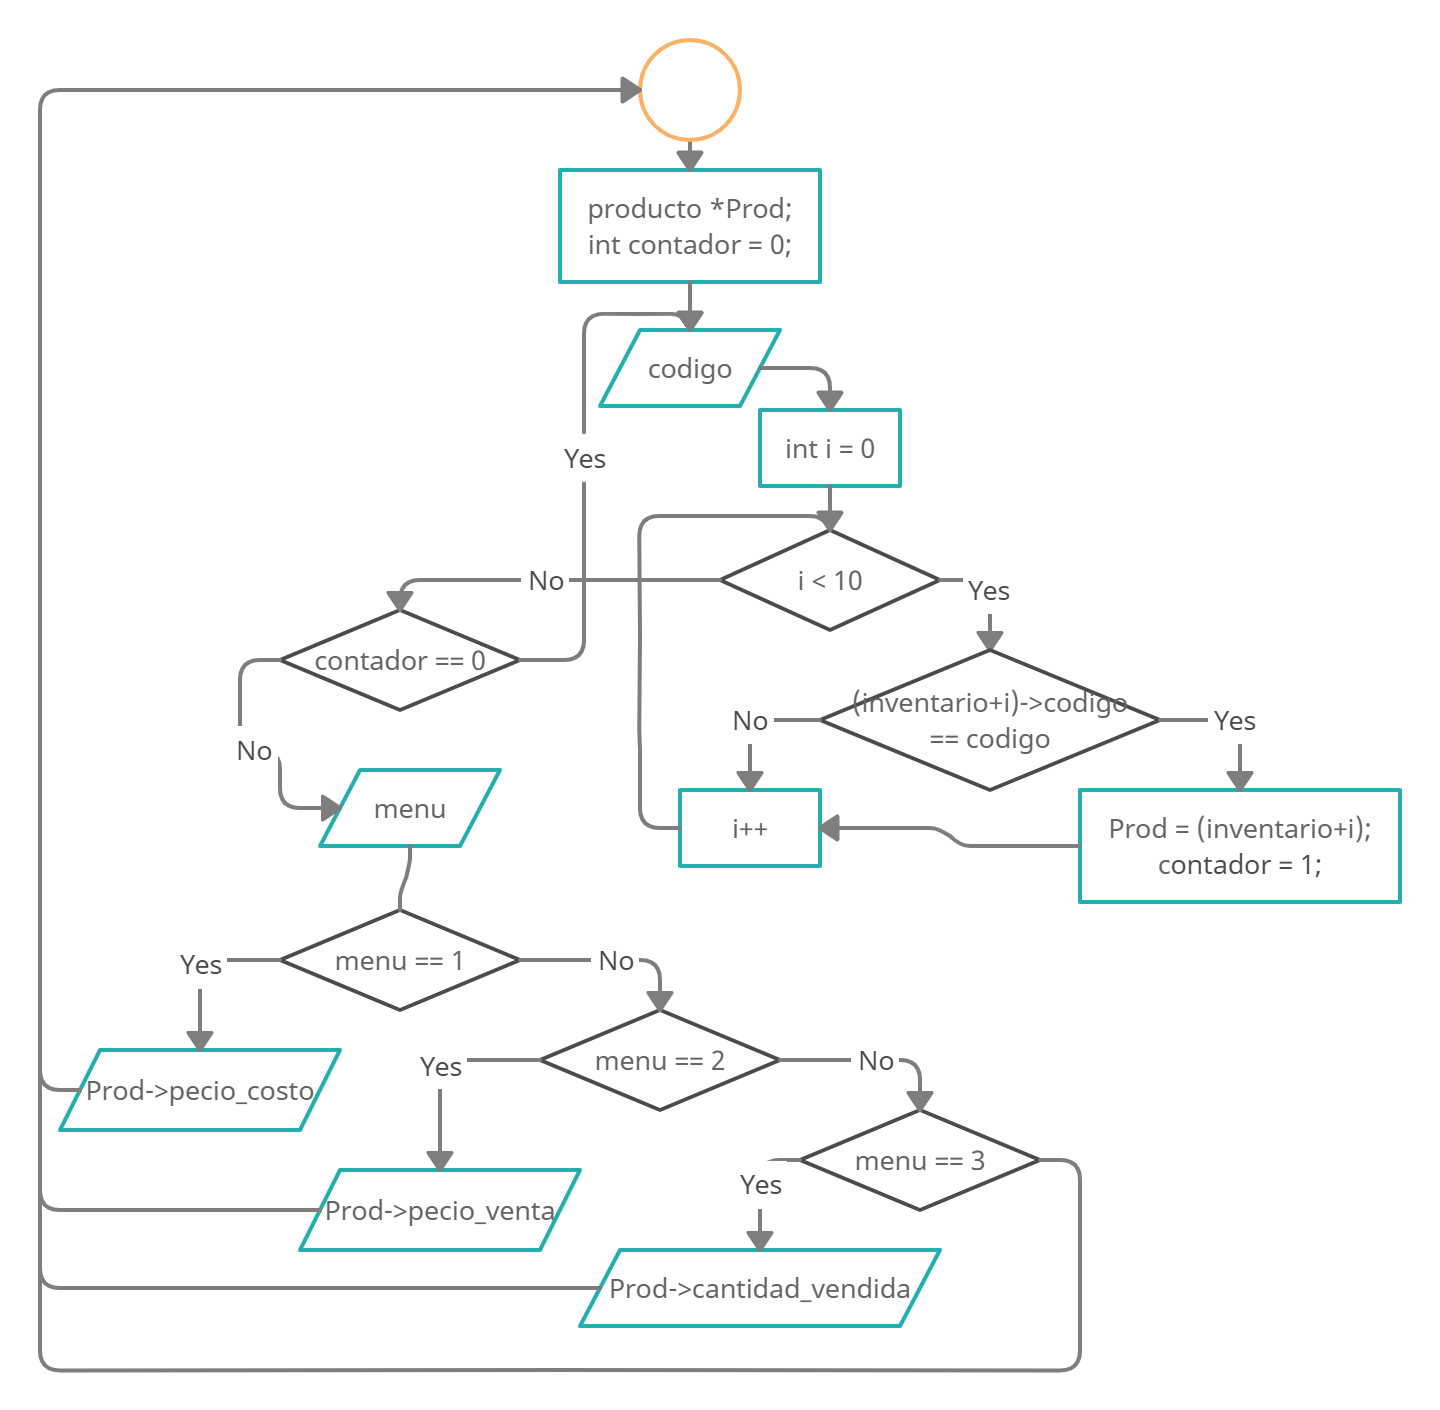 producto *Prod;
int contador = 0;
codigo
int i = 0
Yes
i < 10
No
Yes
contador == 0
(inventario+i)->codigo
== codigo
No
Yes
No
menu
i++
Prod = (inventario+i);
contador = 1;
menu == 1
Yes
No
menu == 2
Yes
No
Prod->pecio_costo
menu == 3
Yes
Prod->pecio_venta
Prod->cantidad_vendida